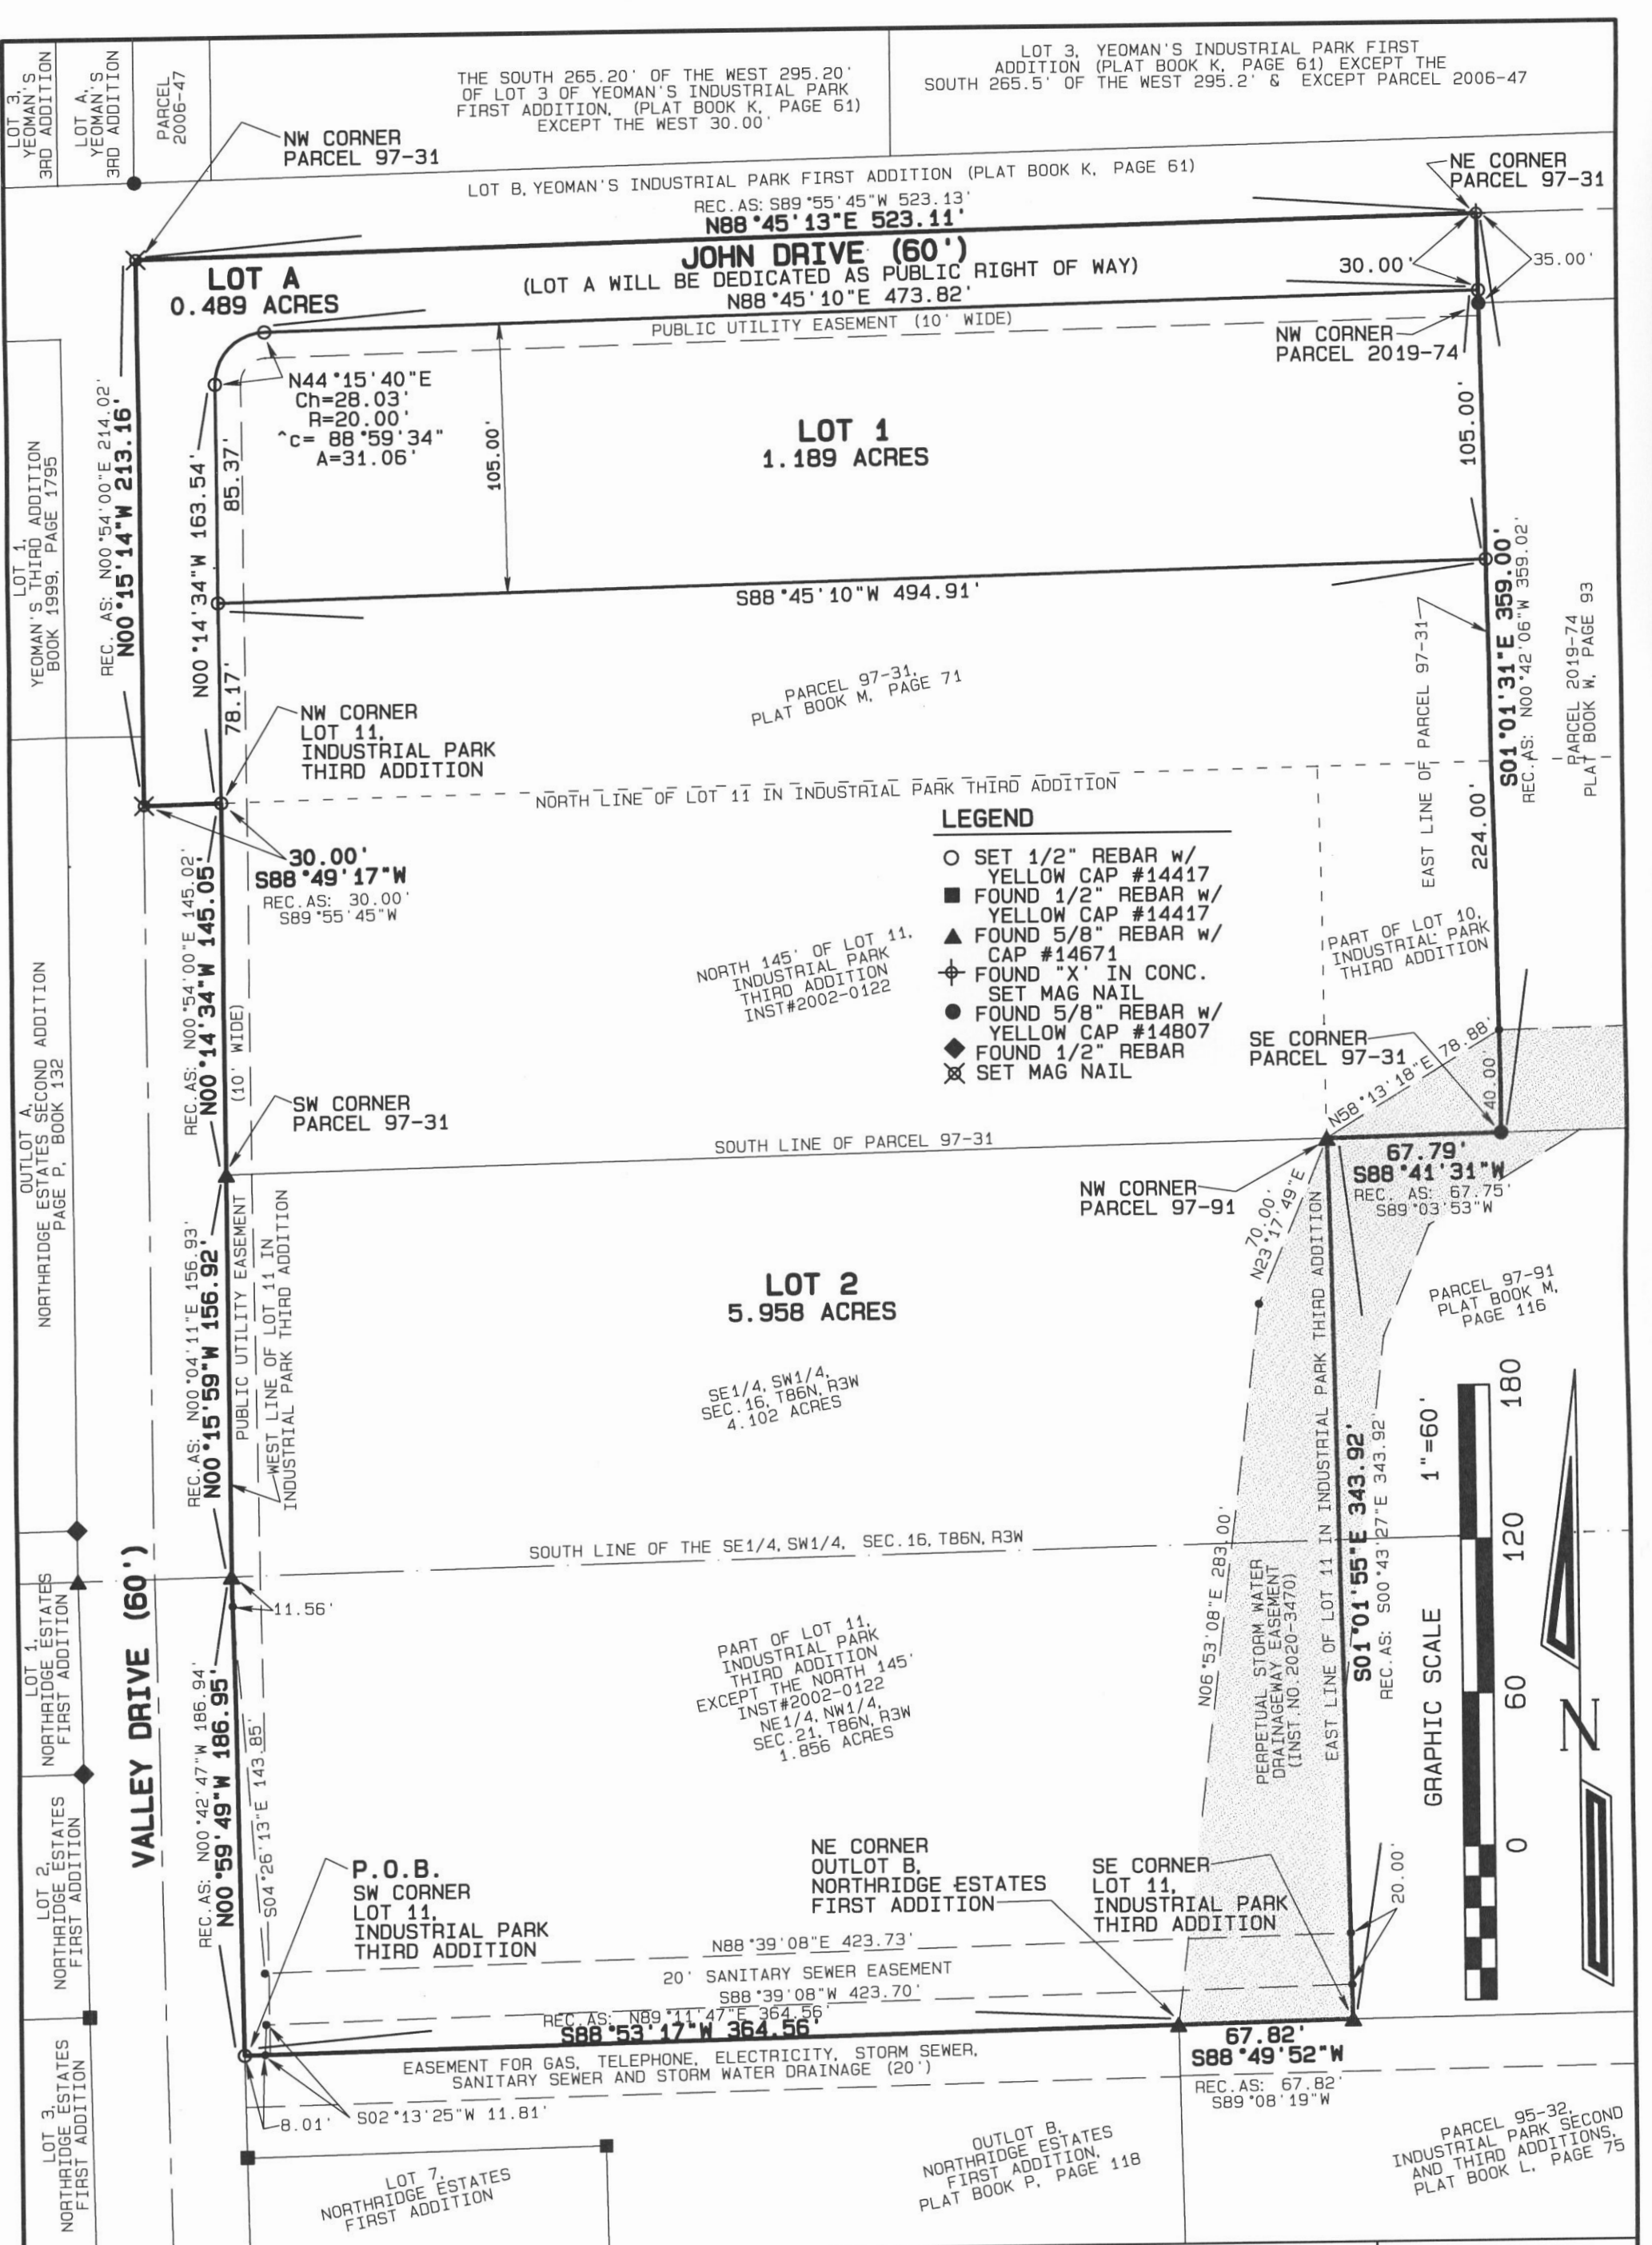 LOT 3,
YEOMAN'S
3RD ADDITION
LOT A,
YEOMAN'S
3RD ADDITION
PARCEL
2006-47
THE SOUTH 265.20' OF THE WEST 295.20'
OF LOT 3 OF YEOMAN'S INDUSTRIAL PARK
FIRST ADDITION, (PLAT BOOK K, PAGE 61)
EXCEPT THE WEST 30.00'
LOT 3, YEOMAN'S INDUSTRIAL PARK FIRST
ADDITION (PLAT BOOK K, PAGE 61) EXCEPT THE
SOUTH 265.5' OF THE WEST 295.2' & EXCEPT PARCEL 2006-47
NW CORNER
PARCEL 97-31
LOT B, YEOMAN'S INDUSTRIAL PARK FIRST ADDITION (PLAT BOOK K, PAGE 61)
NE CORNER
PARCEL 97-31
REC.AS: S89°55'45"W 523.13'
N88°45'13"E 523.11'
JOHN DRIVE (60')
(LOT A WILL BE DEDICATED AS PUBLIC RIGHT OF WAY)
N88°45'10"E 473.82'
LOT A
0.489 ACRES
30.00'
35.00'
PUBLIC UTILITY EASEMENT (10' WIDE)
NW CORNER
PARCEL 2019-74
N44°15'40"E
Ch=28.03'
R=20.00'
^c= 88°59'34"
A=31.06'
105.00'
LOT 1
1.189 ACRES
105.00'
LOT 1,
YEOMAN'S THIRD ADDITION
BOOK 1999, PAGE 1795
REC. AS: N00°54'00"E 214.02'
N00°15'14"W 213.16'
N00°14'34"W 163.54'
85.37'
78.17'
S88°45'10"W 494.91'
S01°01'31"E 359.00'
REC.AS: N00°42'06"W 359.02'
PARCEL 2019-74
PLAT BOOK W, PAGE 93
EAST LINE OF PARCEL 97-31
PARCEL 97-31,
PLAT BOOK M, PAGE 71
NW CORNER
LOT 11,
INDUSTRIAL PARK
THIRD ADDITION
NORTH LINE OF LOT 11 IN INDUSTRIAL PARK THIRD ADDITION
224.00'
30.00'
S88°49'17"W
REC.AS: 30.00'
S89°55'45"W
LEGEND
SET 1/2" REBAR w/
YELLOW CAP #14417
FOUND 1/2" REBAR w/
YELLOW CAP #14417
FOUND 5/8" REBAR w/
CAP #14671
FOUND "X" IN CONC.
SET MAG NAIL
FOUND 5/8" REBAR w/
YELLOW CAP #14807
FOUND 1/2" REBAR
SET MAG NAIL
REC.AS: N00°54'00"E 145.02'
N00°14'34"W 145.05'
(10' WIDE)
NORTH 145' OF LOT 11,
INDUSTRIAL PARK
THIRD ADDITION
INST#2002-0122
PART OF LOT 10,
INDUSTRIAL PARK
THIRD ADDITION
OUTLOT A,
NORTHRIDGE ESTATES SECOND ADDITION
PAGE P, BOOK 132
SE CORNER
PARCEL 97-31
N58°13'18"E 78.88'
40.00'
SW CORNER
PARCEL 97-31
SOUTH LINE OF PARCEL 97-31
67.79'
S88°41'31"W
REC. AS: 67.75'
S89°03'53"W
NW CORNER
PARCEL 97-91
70.00'
N23°17'49"E
REC.AS: N00°04'11"E 156.93'
N00°15'59"W 156.92'
PUBLIC UTILITY EASEMENT
WEST LINE OF LOT 11 IN
INDUSTRIAL PARK THIRD ADDITION
LOT 2
5.958 ACRES
PARCEL 97-91
PLAT BOOK M,
PAGE 116
SE1/4, SW1/4,
SEC.16, T86N, R3W
4.102 ACRES
EAST LINE OF LOT 11 IN INDUSTRIAL PARK THIRD ADDITION
S01°01'55"E 343.92'
REC.AS: S00°43'27"E 343.92'
GRAPHIC SCALE 1"=60'
180
120
60
0
N
SOUTH LINE OF THE SE1/4, SW1/4, SEC.16, T86N, R3W
11.56'
N06°53'08"E 283.00'
PERPETUAL STORM WATER
DRAINAGEWAY EASEMENT
(INST.NO.2020-3470)
LOT 1,
NORTHRIDGE ESTATES
FIRST ADDITION
VALLEY DRIVE (60')
PART OF LOT 11,
INDUSTRIAL PARK
THIRD ADDITION
EXCEPT THE NORTH 145'
INST#2002-0122
NE1/4, NW1/4,
SEC.21, T86N, R3W
1.856 ACRES
REC.AS: N00°42'47"W 186.94'
N00°59'49"W 186.95'
S04°26'13"E 143.85'
LOT 2,
NORTHRIDGE ESTATES
FIRST ADDITION
P.O.B.
SW CORNER
LOT 11,
INDUSTRIAL PARK
THIRD ADDITION
NE CORNER
OUTLOT B,
NORTHRIDGE ESTATES
FIRST ADDITION
SE CORNER
LOT 11,
INDUSTRIAL PARK
THIRD ADDITION
20.00'
N88°39'08"E 423.73'
20' SANITARY SEWER EASEMENT
S88°39'08"W 423.70'
REC.AS: N89°11'47"E 364.56'
S88°53'17"W 364.56'
67.82'
S88°49'52"W
REC.AS: 67.82'
S89°08'19"W
EASEMENT FOR GAS, TELEPHONE, ELECTRICITY, STORM SEWER,
SANITARY SEWER AND STORM WATER DRAINAGE (20')
8.01'
S02°13'25"W 11.81'
LOT 3,
NORTHRIDGE ESTATES
FIRST ADDITION
LOT 7,
NORTHRIDGE ESTATES
FIRST ADDITION
OUTLOT B,
NORTHRIDGE ESTATES
FIRST ADDITION,
PLAT BOOK P, PAGE 118
PARCEL 95-32,
INDUSTRIAL PARK SECOND
AND THIRD ADDITIONS,
PLAT BOOK L, PAGE 75